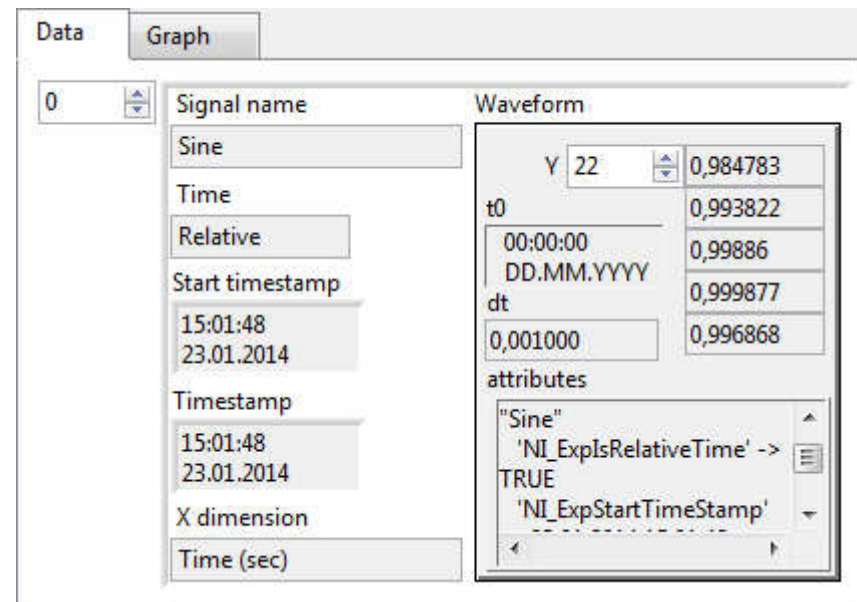 Data
Graph
0
Signal name
Sine
Time
Relative
Start timestamp
15:01:48
23.01.2014
Timestamp
15:01:48
23.01.2014
X dimension
Time (sec)
Waveform
Y 22
0,984783
0,993822
0,99886
0,999877
0,996868
t0
00:00:00
DD.MM.YYYY
dt
0,001000
attributes
"Sine"
'NI_ExpIsRelativeTime' ->
TRUE
'NI_ExpStartTimeStamp'